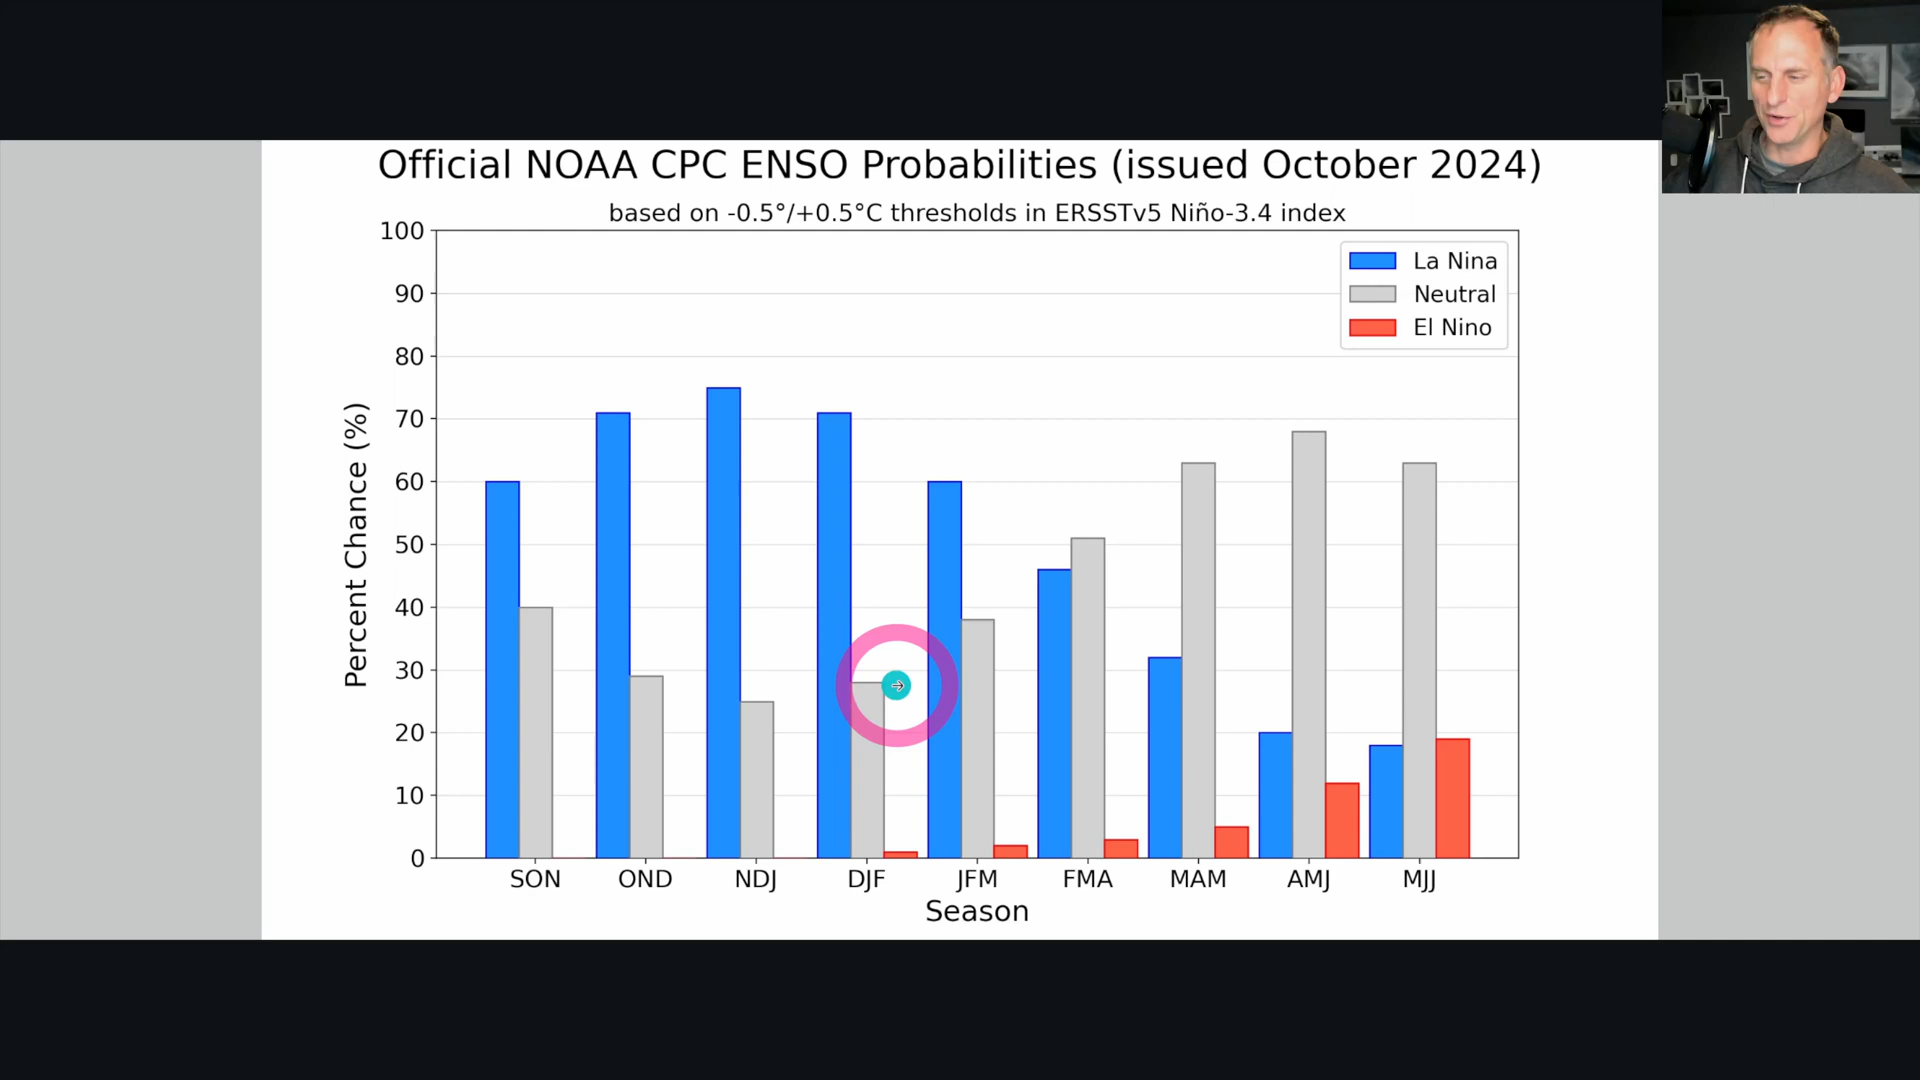 Official NOAA CPC ENSO Probabilities (issued October 2024)
based on -0.5°/+0.5°C thresholds in ERSSTv5 Niño-3.4 index
La Nina
Neutral
El Nino
Percent Chance (%)
100
90
80
70
60
50
40
30
20
10
0
SON OND NDJ DJF JFM FMA MAM AMJ MJJ
Season